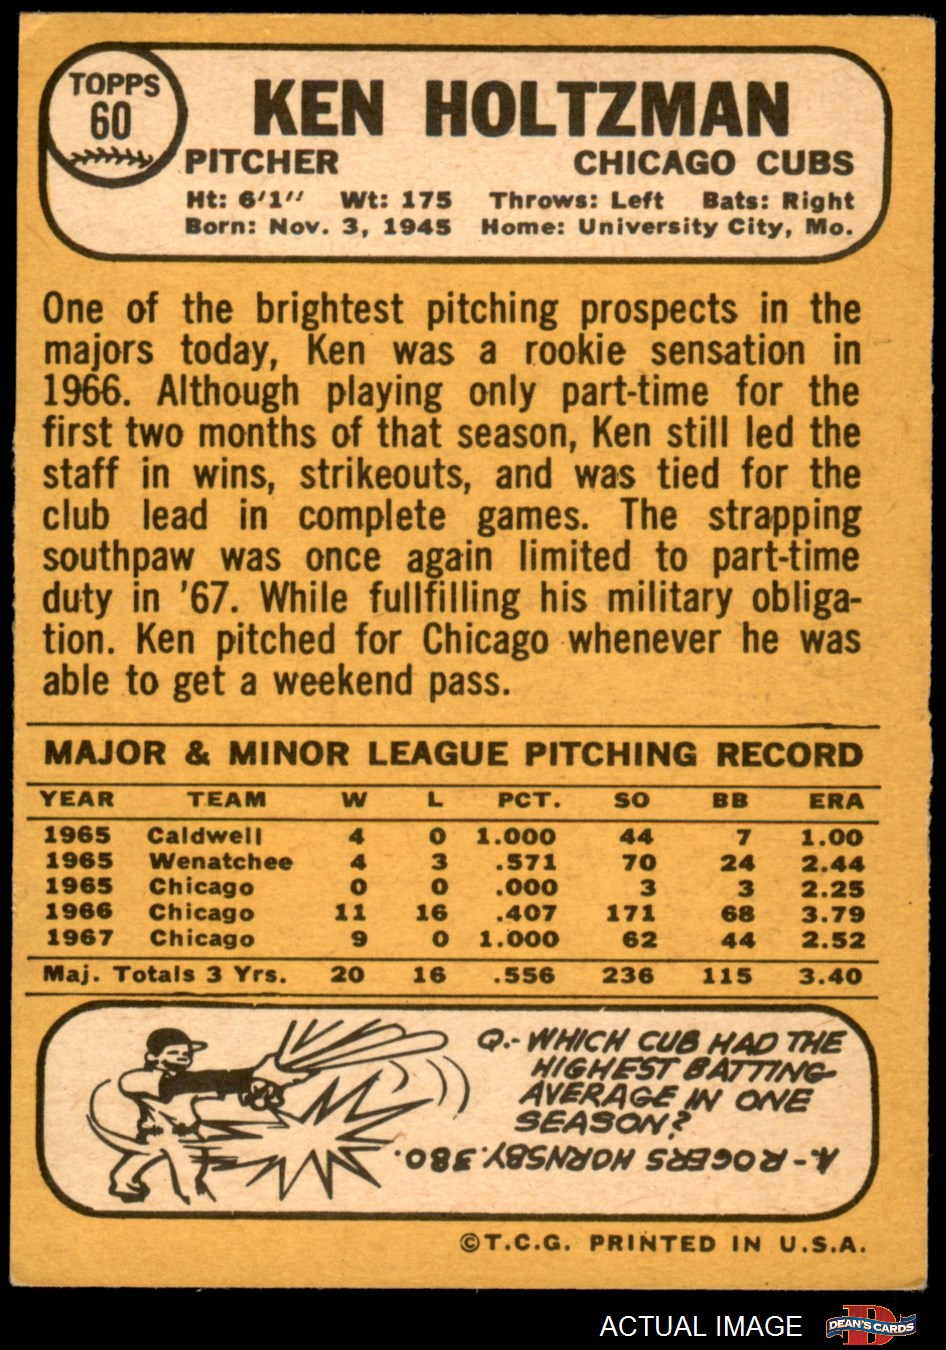 TOPPS
60
KEN HOLTZMAN
PITCHER CHICAGO CUBS
Ht: 6'1" Wt: 175 Throws: Left Bats: Right
Born: Nov. 3, 1945 Home: University City, Mo.
One of the brightest pitching prospects in the
majors today, Ken was a rookie sensation in
1966. Although playing only part-time for the
first two months of that season, Ken still led the
staff in wins, strikeouts, and was tied for the
club lead in complete games. The strapping
southpaw was once again limited to part-time
duty in '67. While fullfilling his military obliga-
tion. Ken pitched for Chicago whenever he was
able to get a weekend pass.
MAJOR & MINOR LEAGUE PITCHING RECORD
YEAR TEAM W L PCT. SO BB ERA
1965 Caldwell 4 0 1.000 44 7 1.00
1965 Wenatchee 4 3 .571 70 24 2.44
1965 Chicago 0 0 .000 3 3 2.25
1966 Chicago 11 16 .407 171 68 3.79
1967 Chicago 9 0 1.000 62 44 2.52
Maj. Totals 3 Yrs. 20 16 .556 236 115 3.40
Q.- WHICH CUB HAD THE
HIGHEST BATTING
AVERAGE IN ONE
SEASON?
A.- ROGERS HORNSBY .380.
©T.C.G. PRINTED IN U.S.A.
ACTUAL IMAGE
DEAN'S CARDS